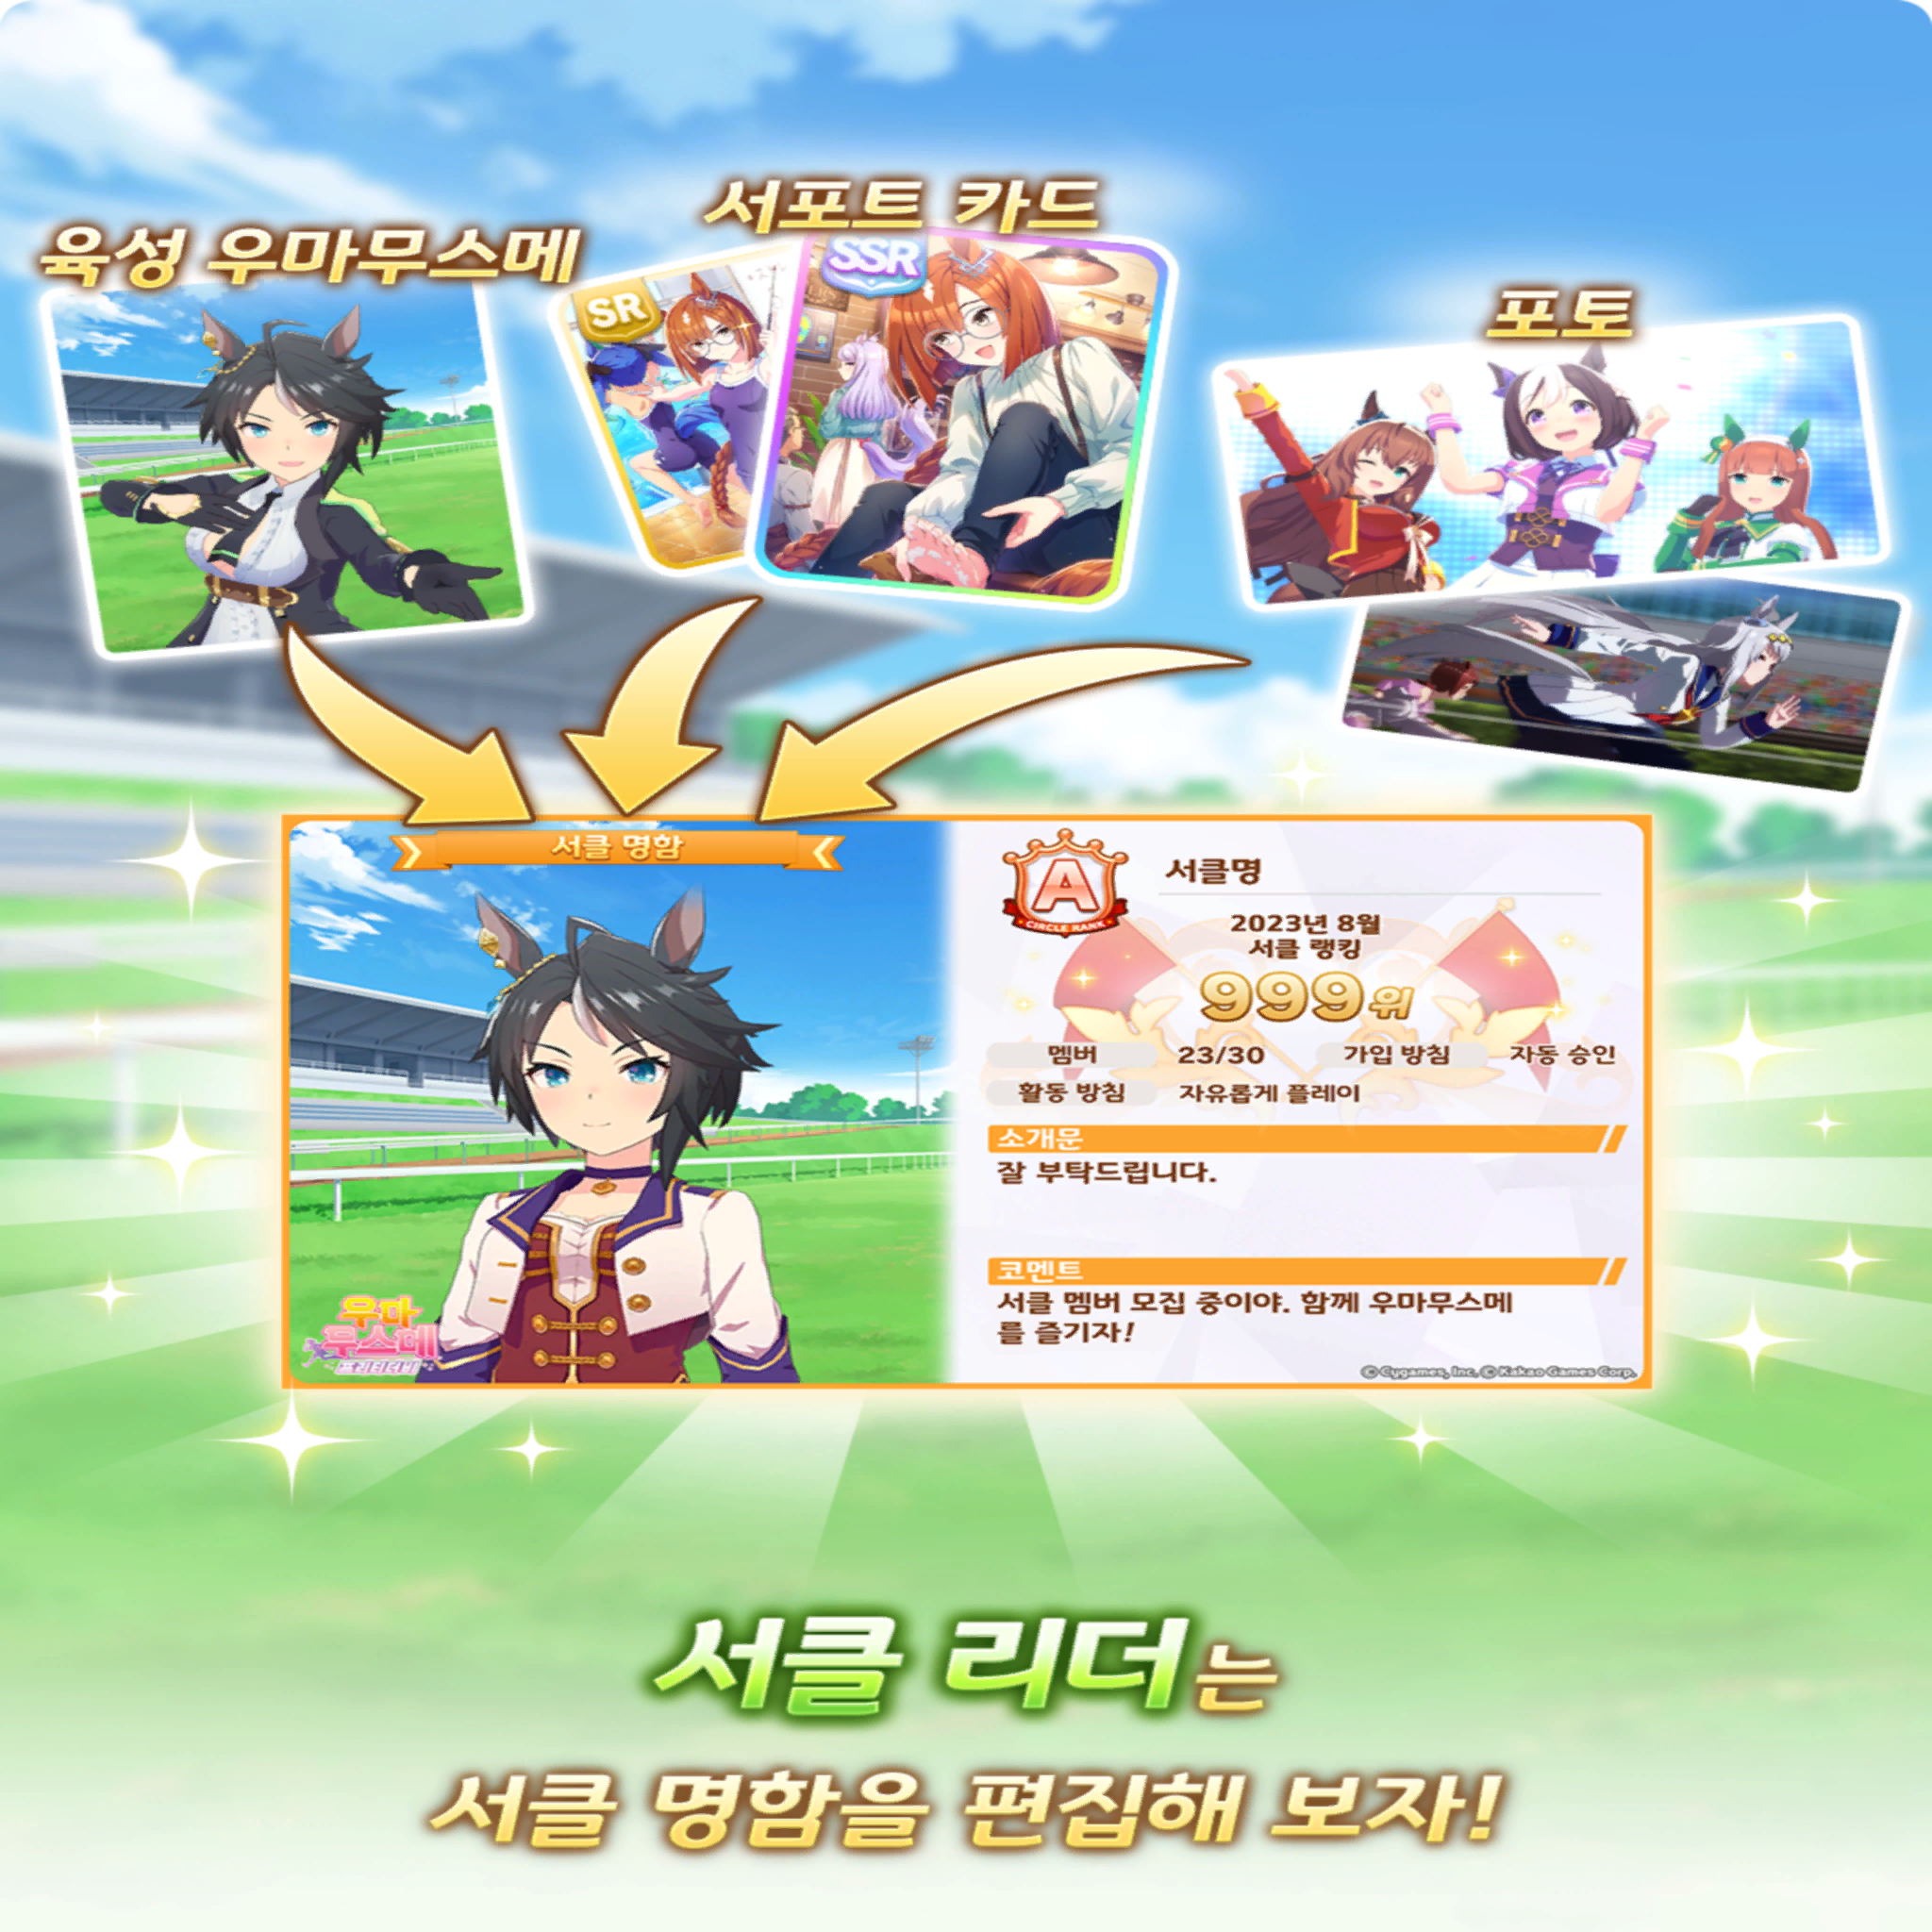 서포트 카드
육성 우마무스메
포토
SR
SSR
서클 명함
우마
무스메
프리티 더비
A
CIRCLE RANK
서클명
2023년 8월
서클 랭킹
999위
멤버 23/30 가입 방침 자동 승인
활동 방침 자유롭게 플레이
소개문
잘 부탁드립니다.
코멘트
서클 멤버 모집 중이야. 함께 우마무스메
를 즐기자!
© Cygames, Inc. © Kakao Games Corp.
서클 리더는
서클 명함을 편집해 보자!